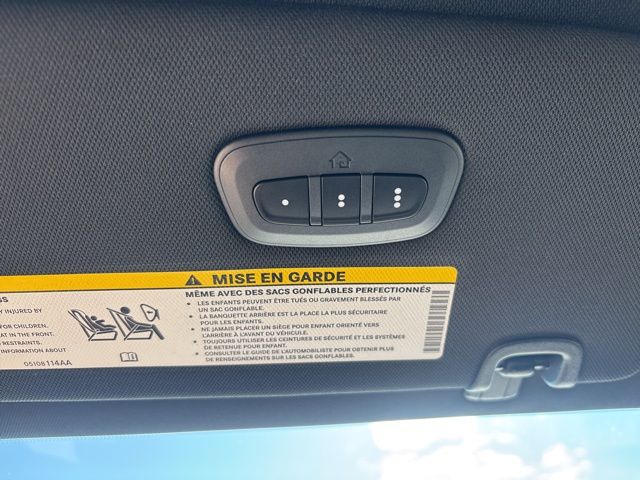 MISE EN GARDE
MÊME AVEC DES SACS GONFLABLES PERFECTIONNÉS
• LES ENFANTS PEUVENT ÊTRE TUÉS OU GRAVEMENT BLESSÉS PAR
UN SAC GONFLABLE.
• LA BANQUETTE ARRIÈRE EST LA PLACE LA PLUS SÉCURITAIRE
POUR LES ENFANTS.
• NE JAMAIS PLACER UN SIÈGE POUR ENFANT ORIENTÉ VERS
L'ARRIÈRE À L'AVANT DU VÉHICULE.
• TOUJOURS UTILISER LES CEINTURES DE SÉCURITÉ ET LES SYSTÈMES
DE RETENUE POUR ENFANT.
• CONSULTER LE GUIDE DE L'AUTOMOBILISTE POUR OBTENIR PLUS
DE RENSEIGNEMENTS SUR LES SACS GONFLABLES.
INJURED BY
FOR CHILDREN.
AT IN THE FRONT.
RESTRAINTS.
INFORMATION ABOUT
05108114AA